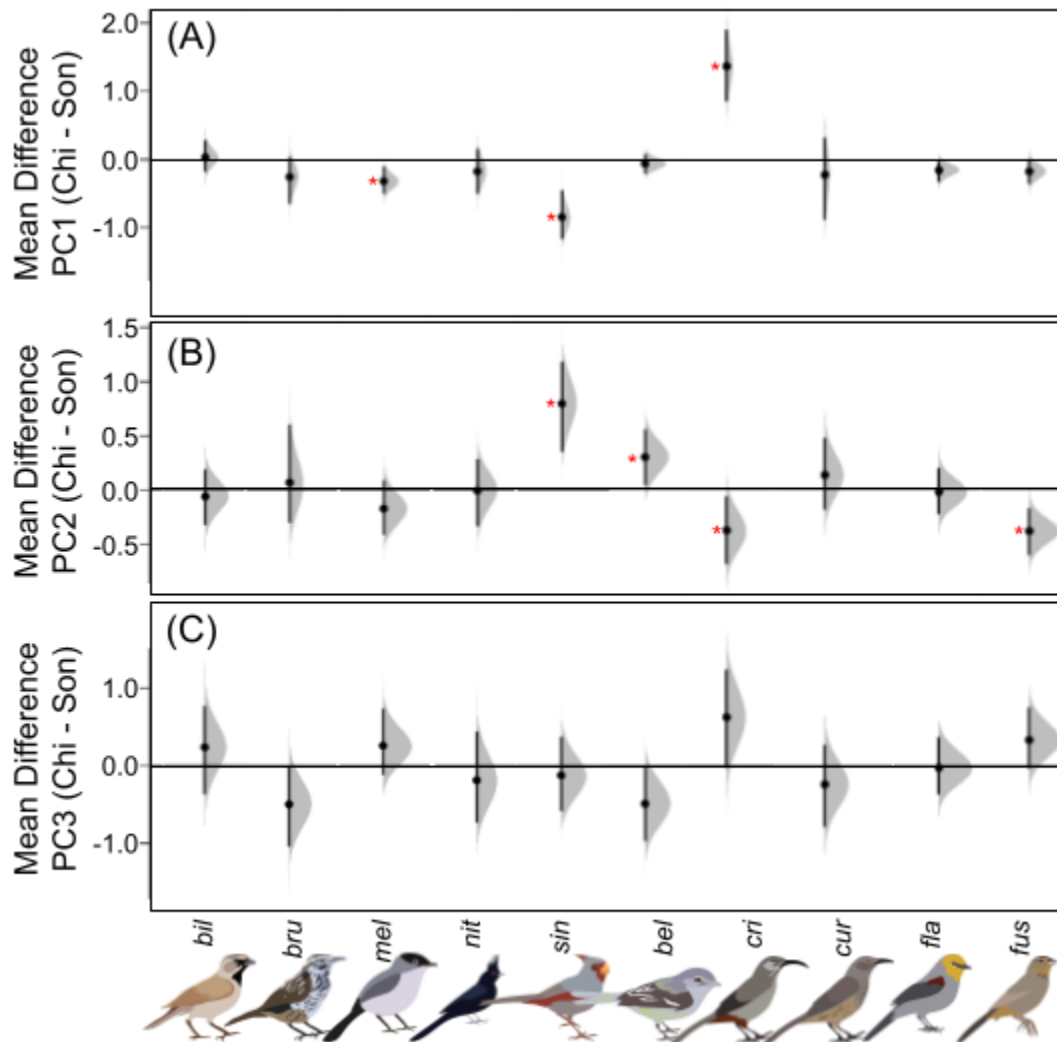 (A)
Mean Difference
PC1 (Chi - Son)
2.0
1.0
0.0
-1.0
*
*
*
(B)
Mean Difference
PC2 (Chi - Son)
1.5
1.0
0.5
0.0
-0.5
*
*
*
*
(C)
Mean Difference
PC3 (Chi - Son)
1.0
0.0
-1.0
bil bru mel nit sin bel cri cur fla fus